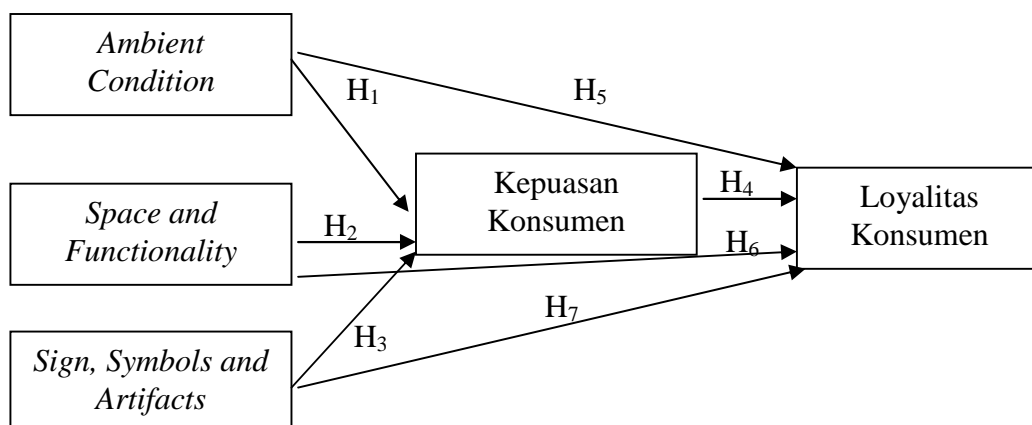 Ambient
Condition
H₁
H₅
Kepuasan
Konsumen
H₄
Loyalitas
Konsumen
Space and
Functionality
H₂
H₆
Sign, Symbols and
Artifacts
H₃
H₇